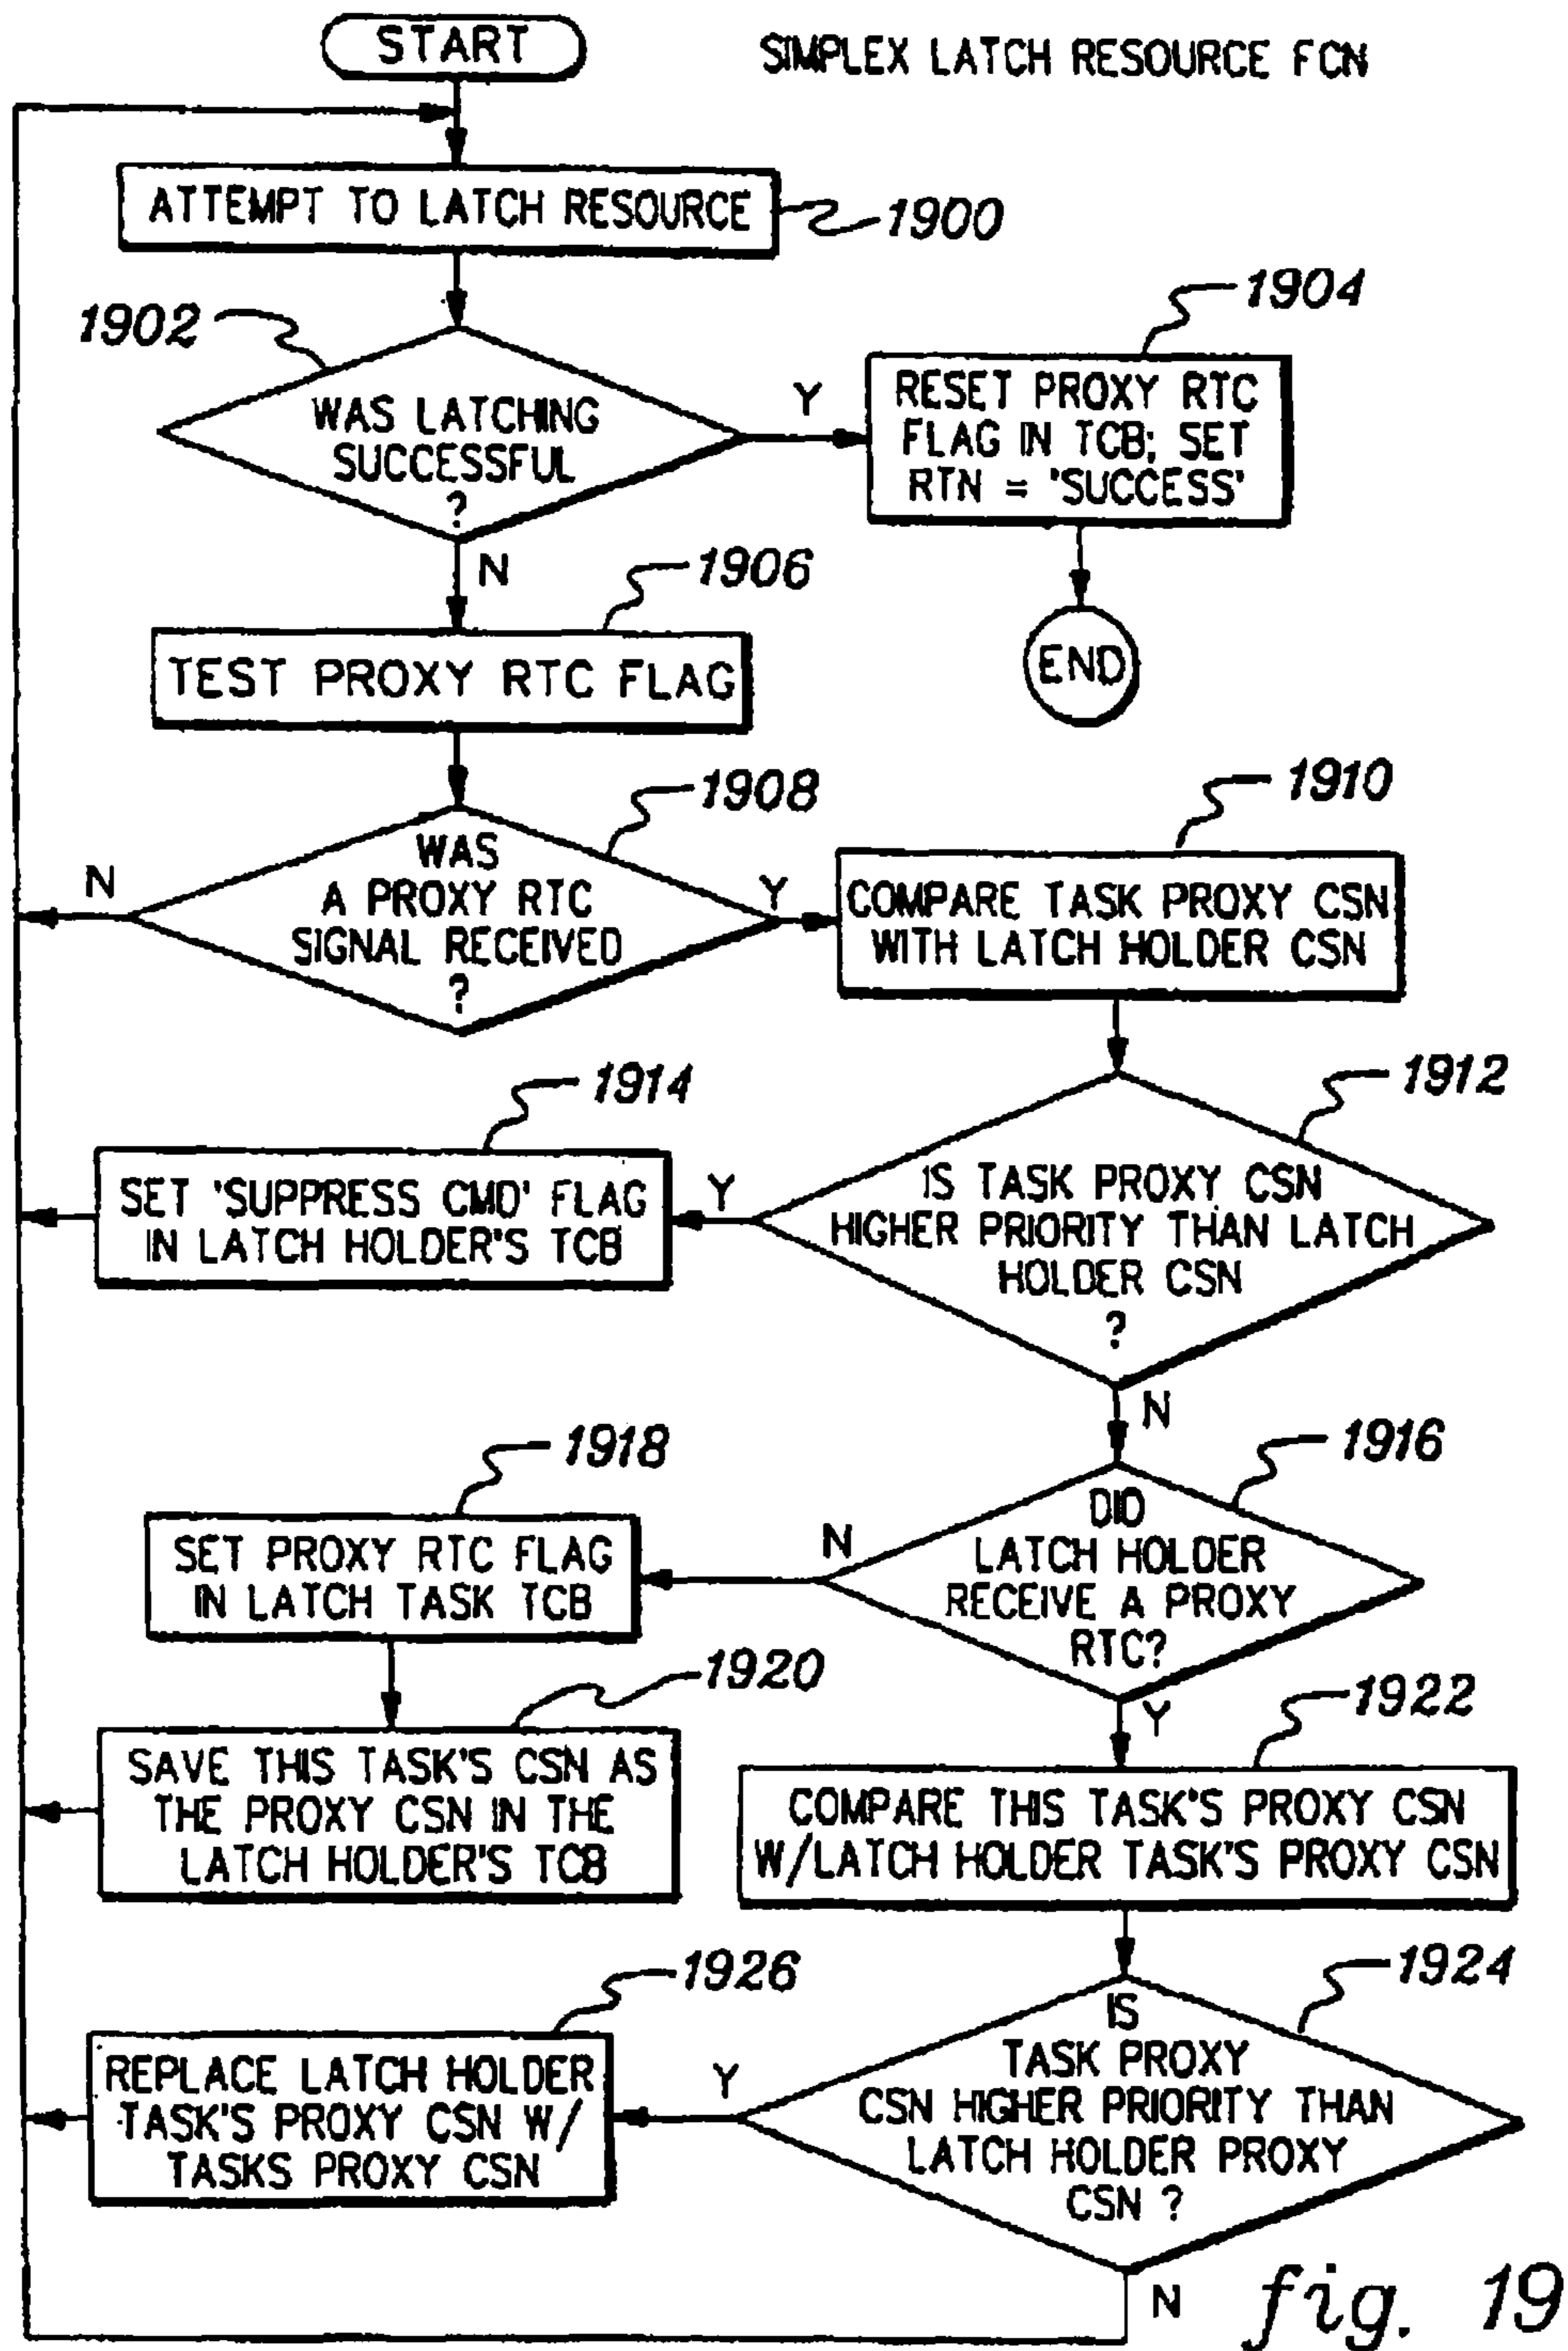 START
SIMPLEX LATCH RESOURCE FCN
ATTEMPT TO LATCH RESOURCE
1900
1902
WAS LATCHING
SUCCESSFUL
?
Y
1904
RESET PROXY RTC
FLAG IN TCB; SET
RTN = 'SUCCESS'
END
N
1906
TEST PROXY RTC FLAG
1908
WAS
A PROXY RTC
SIGNAL RECEIVED
?
N
Y
1910
COMPARE TASK PROXY CSN
WITH LATCH HOLDER CSN
1912
IS TASK PROXY CSN
HIGHER PRIORITY THAN LATCH
HOLDER CSN
?
Y
1914
SET 'SUPPRESS CMD' FLAG
IN LATCH HOLDER'S TCB
N
1916
DID
LATCH HOLDER
RECEIVE A PROXY
RTC?
N
1918
SET PROXY RTC FLAG
IN LATCH TASK TCB
1920
SAVE THIS TASK'S CSN AS
THE PROXY CSN IN THE
LATCH HOLDER'S TCB
Y
1922
COMPARE THIS TASK'S PROXY CSN
W/LATCH HOLDER TASK'S PROXY CSN
1924
IS
TASK PROXY
CSN HIGHER PRIORITY THAN
LATCH HOLDER PROXY
CSN ?
Y
1926
REPLACE LATCH HOLDER
TASK'S PROXY CSN W/
TASKS PROXY CSN
N
fig. 19